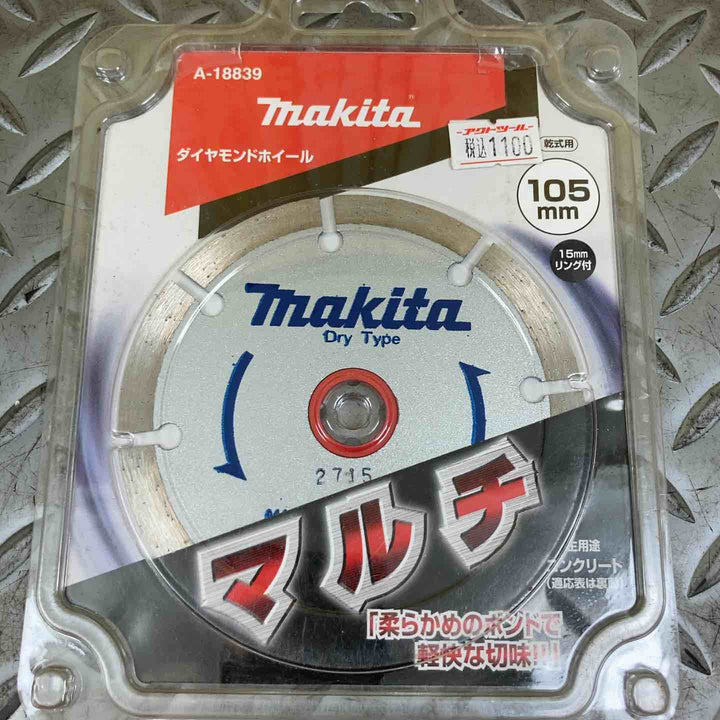 A-18839
makita
ダイヤモンドホイール
アクトツール
税込1100
乾式用
105
mm
15mm
リング付
makita
Dry Type
2715
マルチ
主用途
コンクリート
(適応表は裏面)
「柔らかめのボンドで
軽快な切味!!」